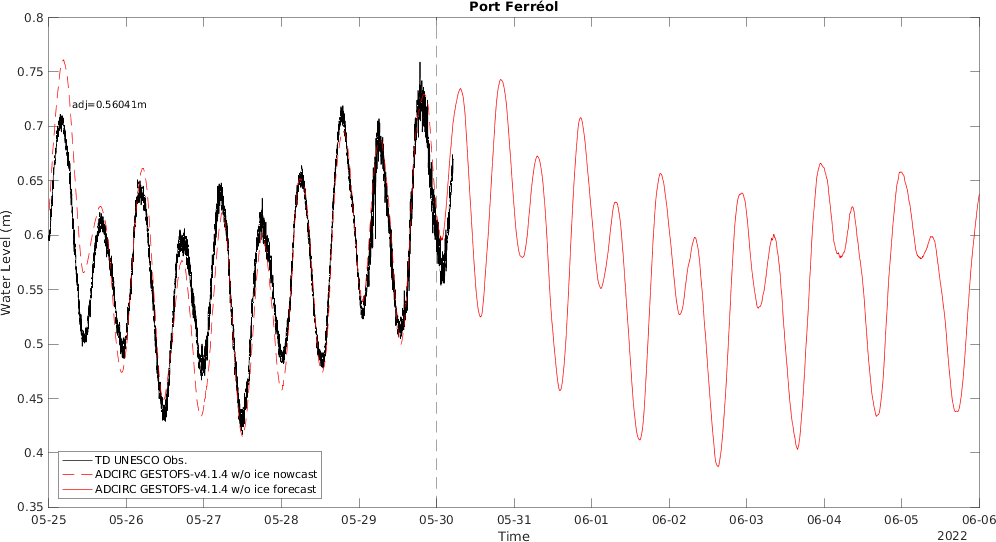 Port Ferréol
0.8
0.75
adj=0.56041m
0.7
0.65
0.6
0.55
0.5
0.45
0.4
0.35
Water Level (m)
TD UNESCO Obs.
ADCIRC GESTOFS-v4.1.4 w/o ice nowcast
ADCIRC GESTOFS-v4.1.4 w/o ice forecast
05-25 05-26 05-27 05-28 05-29 05-30 05-31 06-01 06-02 06-03 06-04 06-05 06-06
Time
2022